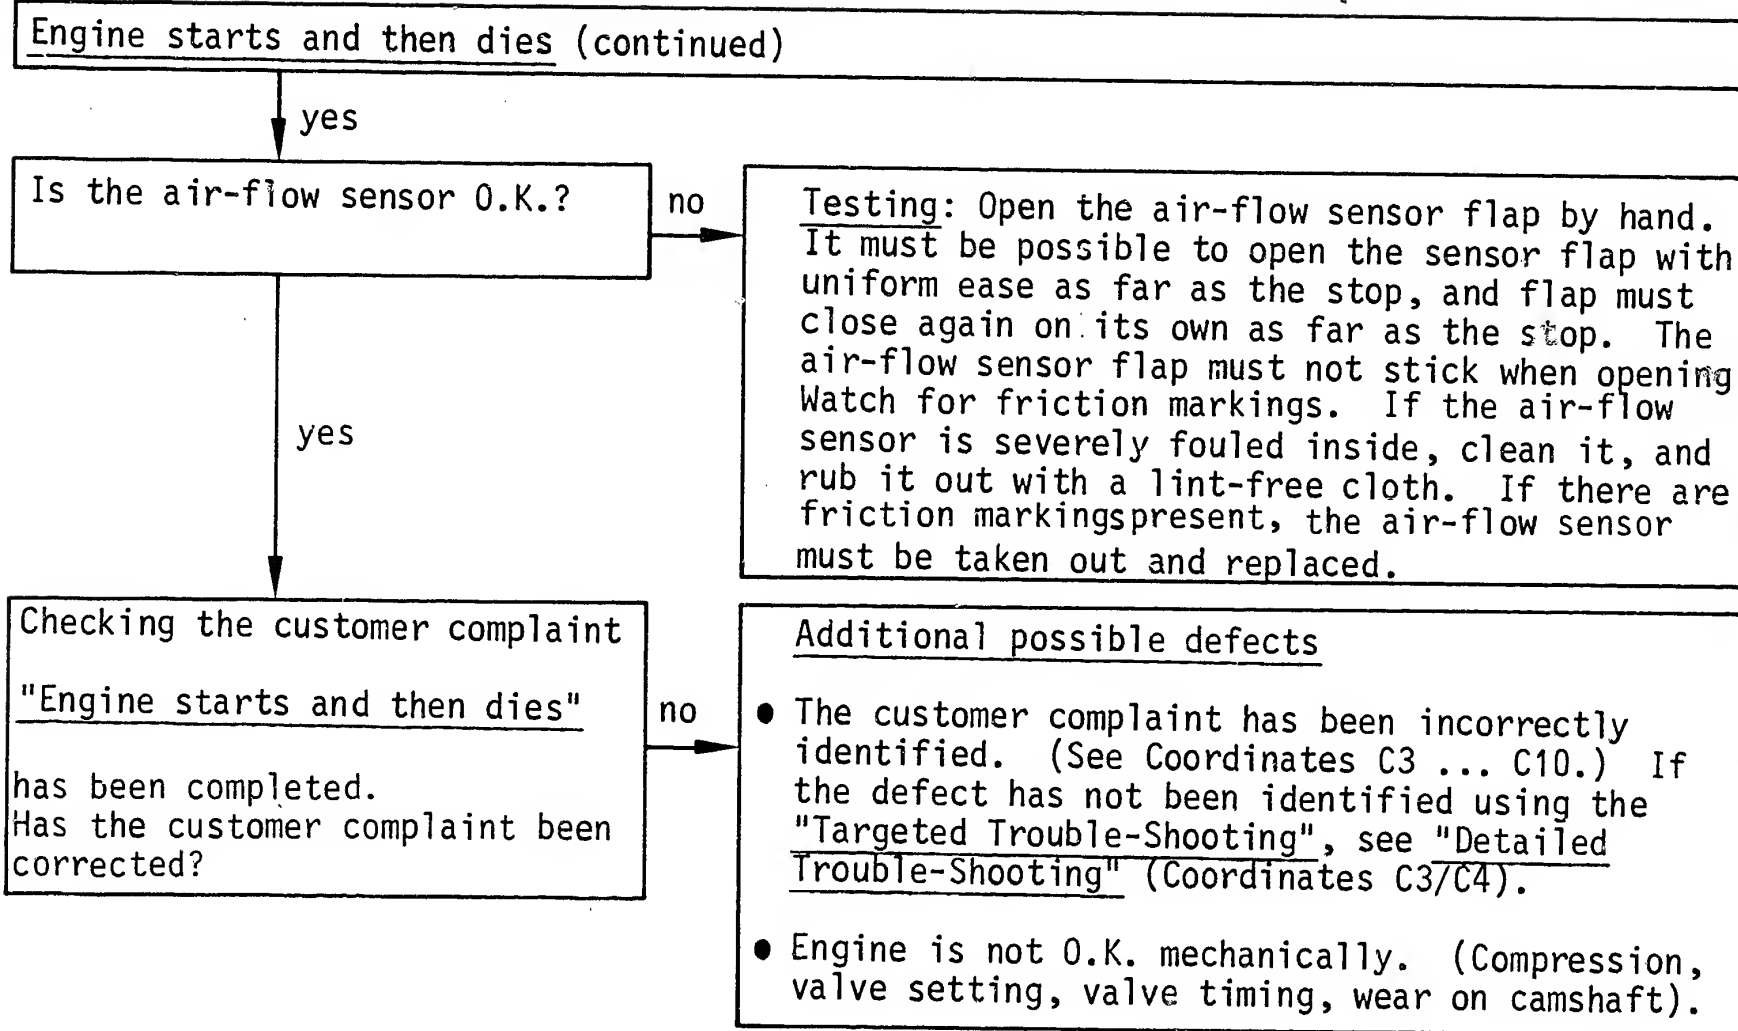 Engine starts and then dies (continued)
yes
Is the air-flow sensor O.K.?
no
Testing: Open the air-flow sensor flap by hand.
It must be possible to open the sensor flap with
uniform ease as far as the stop, and flap must
close again on its own as far as the stop. The
air-flow sensor flap must not stick when opening
Watch for friction markings. If the air-flow
sensor is severely fouled inside, clean it, and
rub it out with a lint-free cloth. If there are
friction markingspresent, the air-flow sensor
must be taken out and replaced.
yes
Checking the customer complaint
"Engine starts and then dies"
has been completed.
Has the customer complaint been
corrected?
no
Additional possible defects
● The customer complaint has been incorrectly
identified. (See Coordinates C3 ... C10.) If
the defect has not been identified using the
"Targeted Trouble-Shooting", see "Detailed
Trouble-Shooting" (Coordinates C3/C4).
● Engine is not O.K. mechanically. (Compression,
valve setting, valve timing, wear on camshaft).